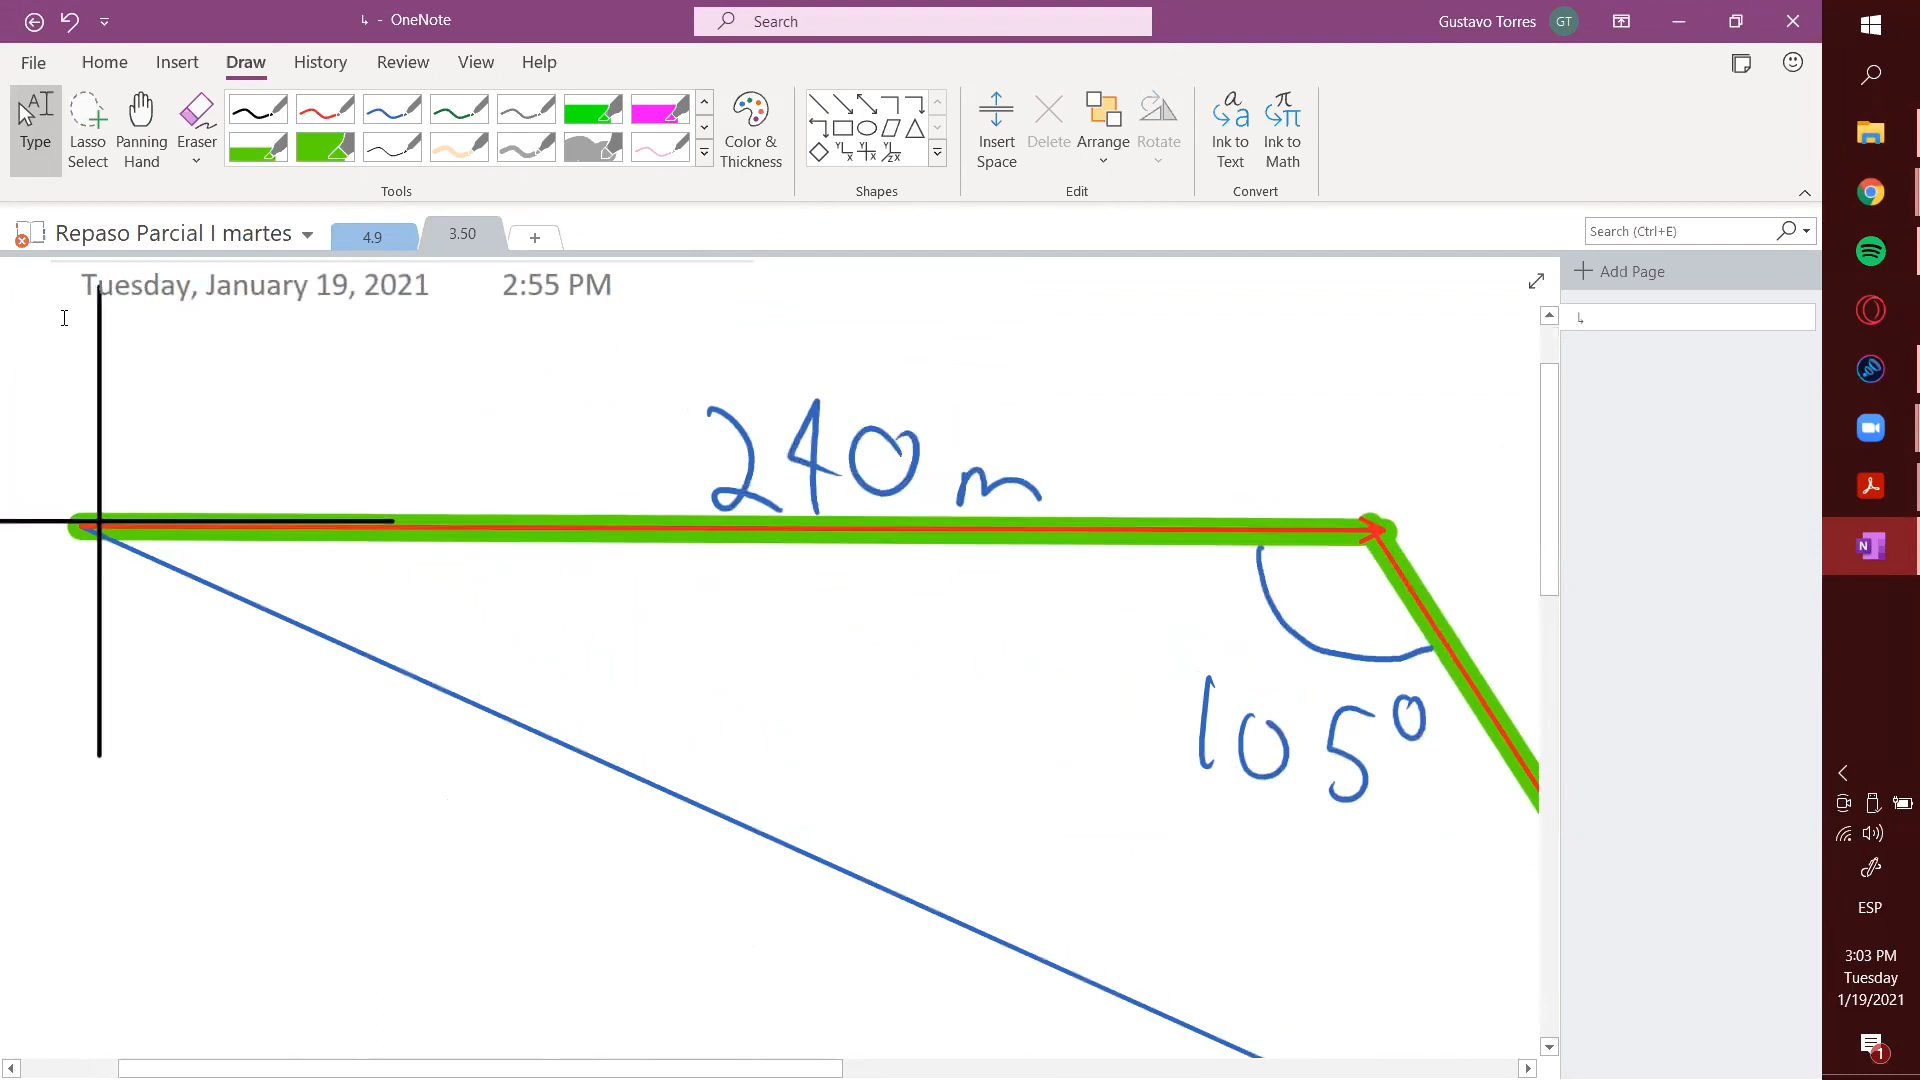 ↳ - OneNote
Search
Gustavo Torres
GT
File
Home
Insert
Draw
History
Review
View
Help
Type
Lasso
Select
Panning
Hand
Eraser
Color &
Thickness
Insert
Space
Delete
Arrange
Rotate
Ink to
Text
Ink to
Math
Tools
Shapes
Edit
Convert
Repaso Parcial I martes
4.9
3.50
Search (Ctrl+E)
Tuesday, January 19, 2021
2:55 PM
Add Page
↳
240 m
105°
ESP
3:03 PM
Tuesday
1/19/2021
1